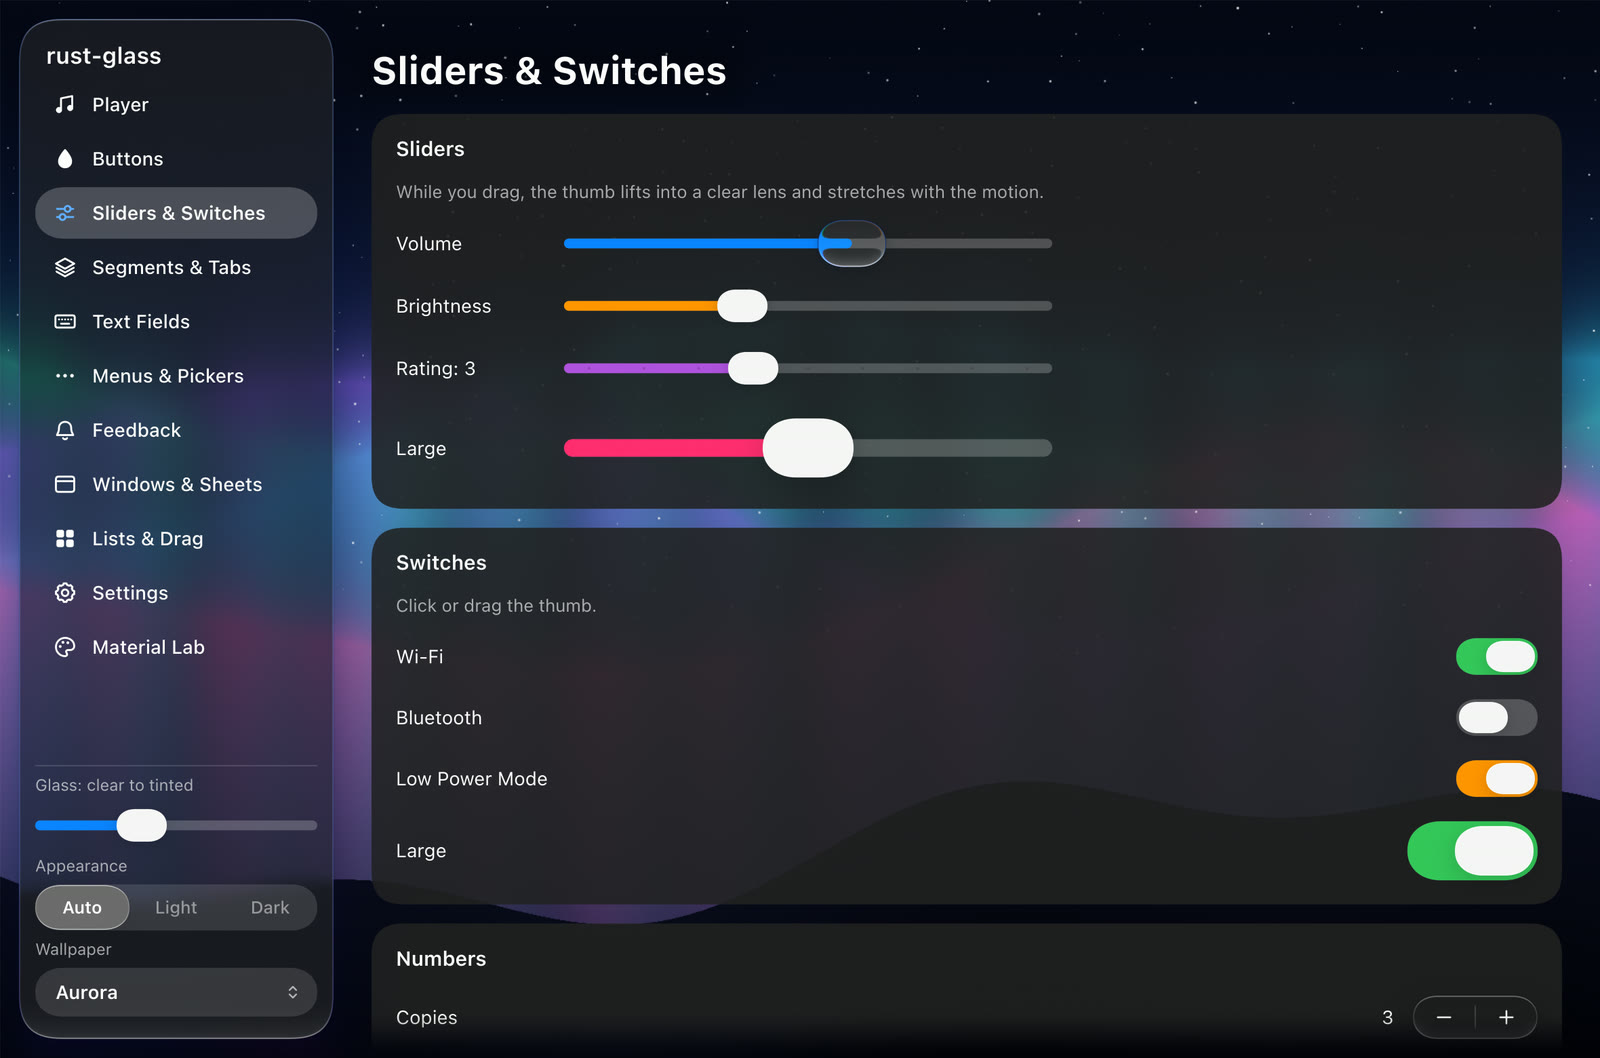 rust-glass
Player
Buttons
Sliders & Switches
Segments & Tabs
Text Fields
Menus & Pickers
Feedback
Windows & Sheets
Lists & Drag
Settings
Material Lab
Glass: clear to tinted
Appearance
Auto Light Dark
Wallpaper
Aurora
Sliders & Switches
Sliders
While you drag, the thumb lifts into a clear lens and stretches with the motion.
Volume
Brightness
Rating: 3
Large
Switches
Click or drag the thumb.
Wi-Fi
Bluetooth
Low Power Mode
Large
Numbers
Copies 3 − +